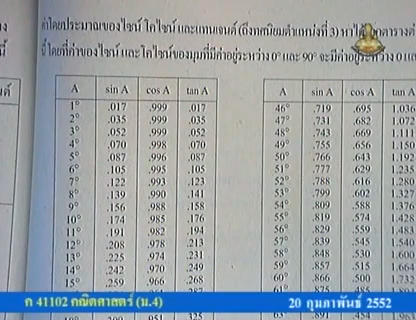 ค่าโดยประมาณของไซน์ โคไซน์ และแทนเจนต์ (ถึงทศนิยมตำแหน่งที่ 3) หาได้
โดยที่ค่าของไซน์ และโคไซน์ของมุมที่มีค่าอยู่ระหว่าง 0° และ 90° จะมีค่าอยู่ระหว่าง 0 และ
A sin A cos A tan A A sin A cos A tan A
1° .017 .999 .017 46° .719 .695 1.036
2° .035 .999 .035 47° .731 .682 1.072
3° .052 .999 .052 48° .743 .669 1.111
4° .070 .998 .070 49° .755 .656 1.150
5° .087 .996 .087 50° .766 .643 1.192
6° .105 .995 .105 51° .777 .629 1.235
7° .122 .993 .123 52° .788 .616 1.280
8° .139 .990 .141 53° .799 .602 1.327
9° .156 .988 .158 54° .809 .588 1.376
10° .174 .985 .176 55° .819 .574 1.428
11° .191 .982 .194 56° .829 .559 1.483
12° .208 .978 .213 57° .839 .545 1.540
13° .225 .974 .231 58° .848 .530 1.600
14° .242 .970 .249 59° .857 .515 1.664
15° .259 .966 .268 60° .866 .500 1.732
ค 41102 คณิตศาสตร์ (ม.4) 20 กุมภาพันธ์ 2552